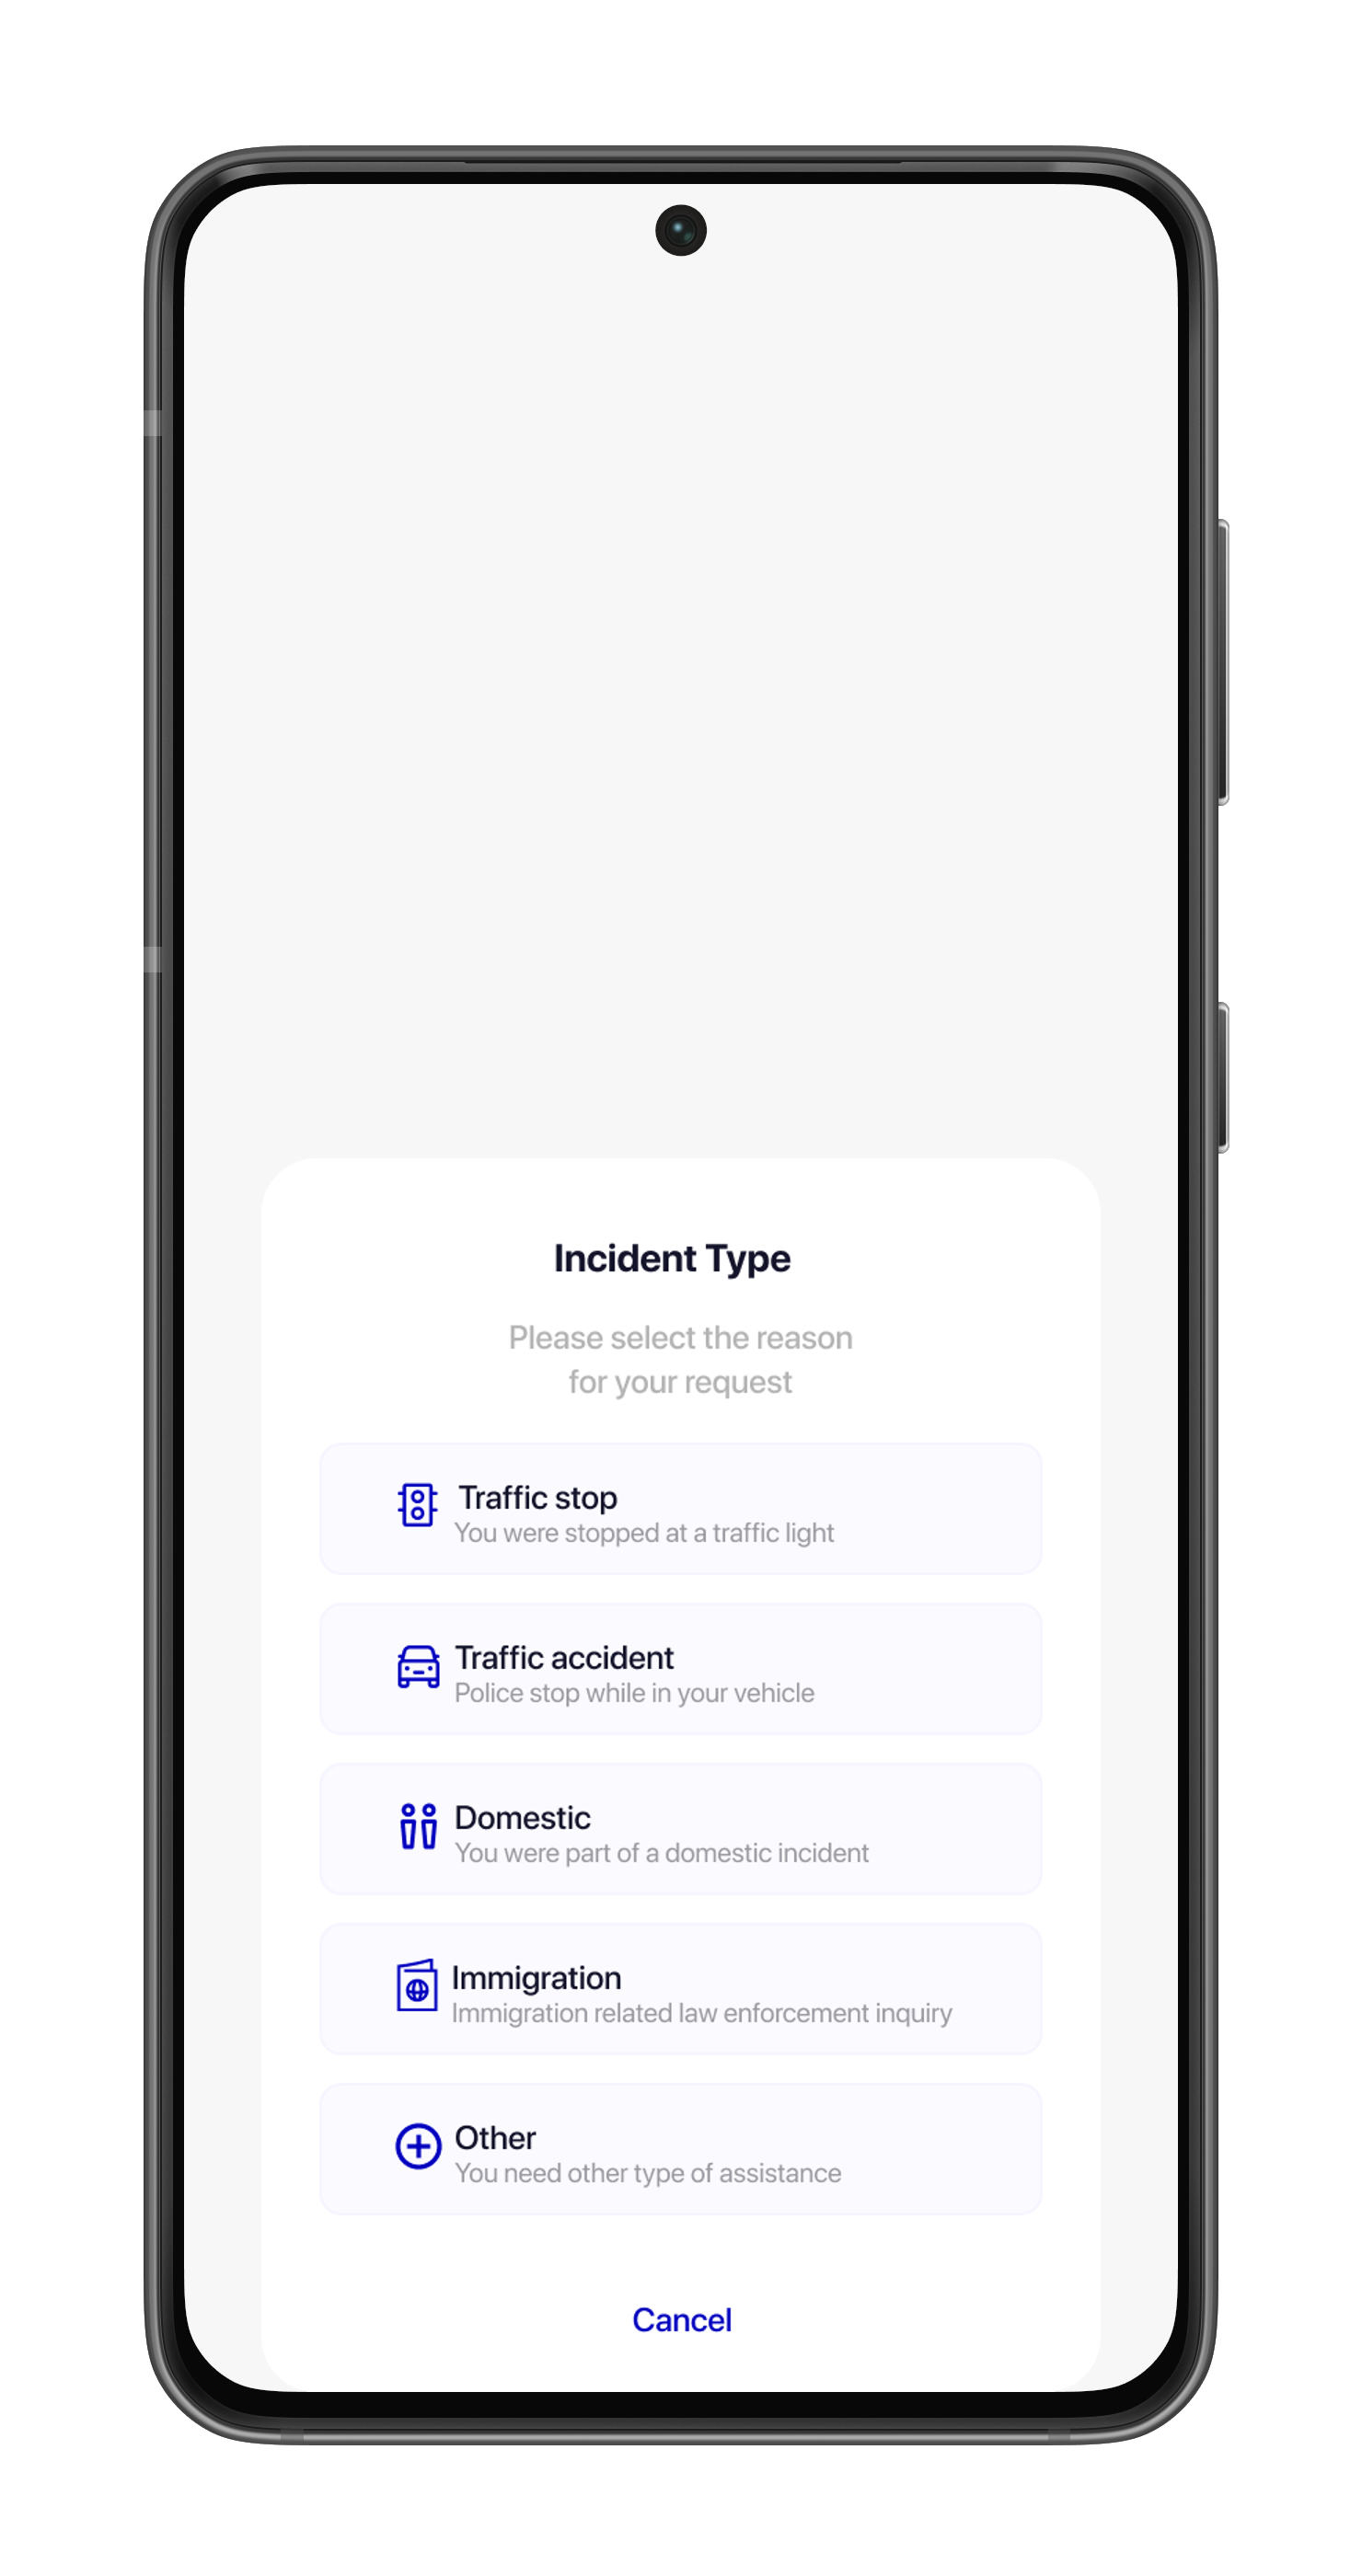 Incident Type
Please select the reason
for your request
Traffic stop
You were stopped at a traffic light
Traffic accident
Police stop while in your vehicle
Domestic
You were part of a domestic incident
Immigration
Immigration related law enforcement inquiry
Other
You need other type of assistance
Cancel